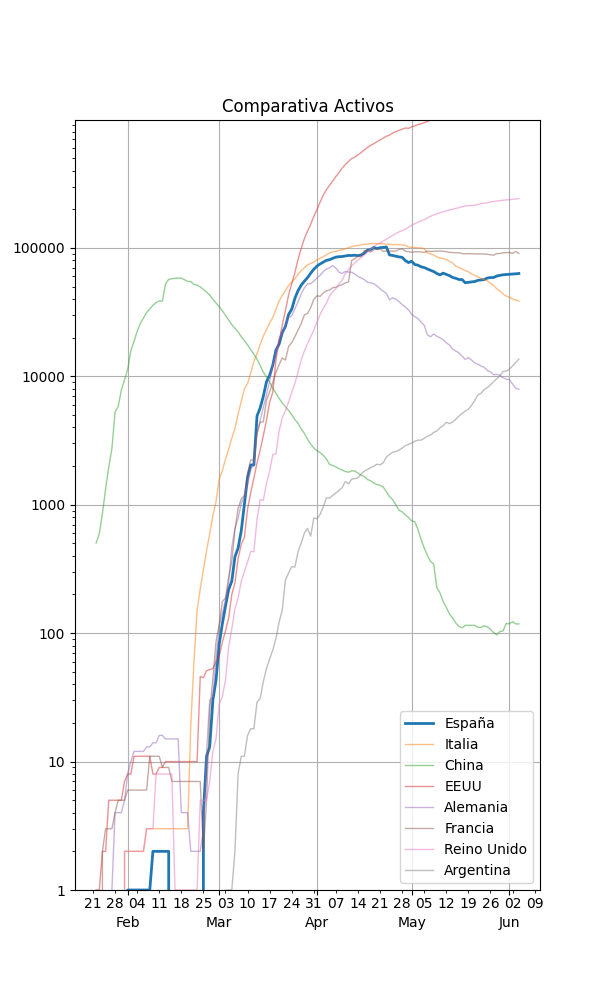 Comparativa Activos
100000
10000
1000
100
10
1
España
Italia
China
EEUU
Alemania
Francia
Reino Unido
Argentina
21 28 04 11 18 25 03 10 17 24 31 07 14 21 28 05 12 19 26 02 09
Feb Mar Apr May Jun